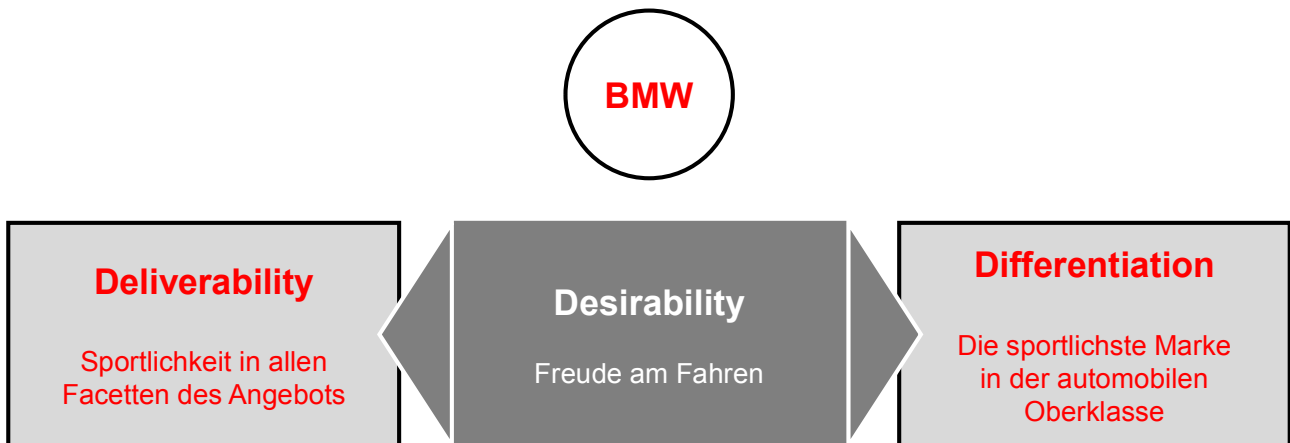 BMW
Deliverability
Sportlichkeit in allen
Facetten des Angebots
Desirability
Freude am Fahren
Differentiation
Die sportlichste Marke
in der automobilen
Oberklasse